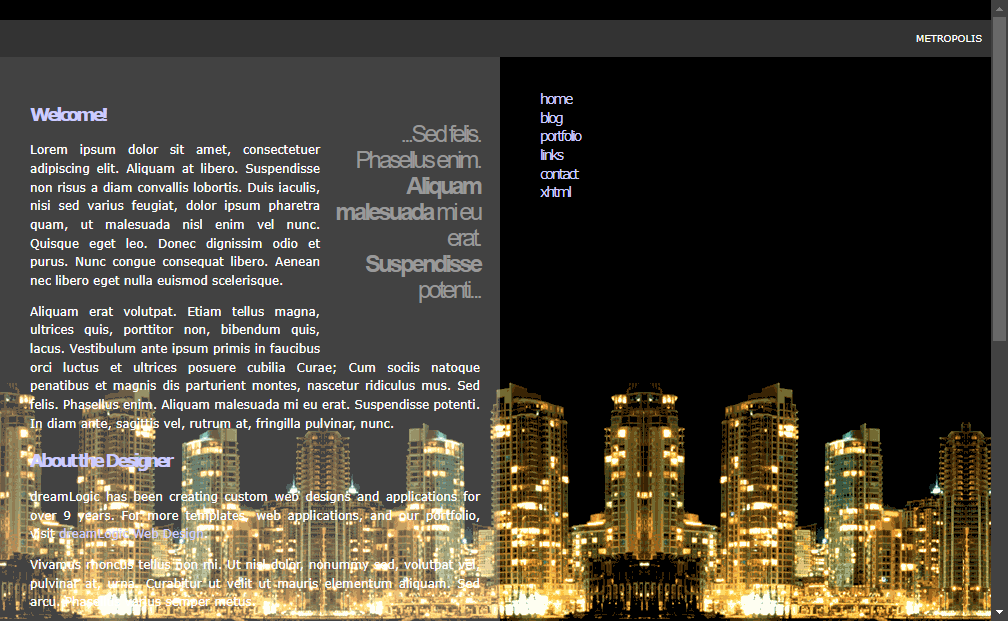 METROPOLIS
Welcome!
Lorem ipsum dolor sit amet, consectetuer
adipiscing elit. Aliquam at libero. Suspendisse
non risus a diam convallis lobortis. Duis iaculis,
nisi sed varius feugiat, dolor ipsum pharetra
quam, ut malesuada nisl enim vel nunc.
Quisque eget leo. Donec dignissim odio et
purus. Nunc congue consequat libero. Aenean
nec libero eget nulla euismod scelerisque.
...Sed felis.
Phasellus enim.
Aliquam
malesuada mi eu
erat.
Suspendisse
potenti...
Aliquam erat volutpat. Etiam tellus magna,
ultrices quis, porttitor non, bibendum quis,
lacus. Vestibulum ante ipsum primis in faucibus
orci luctus et ultrices posuere cubilia Curae; Cum sociis natoque
penatibus et magnis dis parturient montes, nascetur ridiculus mus. Sed
felis. Phasellus enim. Aliquam malesuada mi eu erat. Suspendisse potenti.
In diam ante, sagittis vel, rutrum at, fringilla pulvinar, nunc.
About the Designer
dreamLogic has been creating custom web designs and applications for
over 9 years. For more templates, web applications, and our portfolio,
visit dreamLogic Web Design.
Vivamus rhoncus tellus non mi. Ut nisl dolor, nonummy sed, volutpat vel,
pulvinar at, urna. Curabitur ut velit ut mauris elementum aliquam. Sed
arcu. semper metus.
home
blog
portfolio
links
contact
xhtml